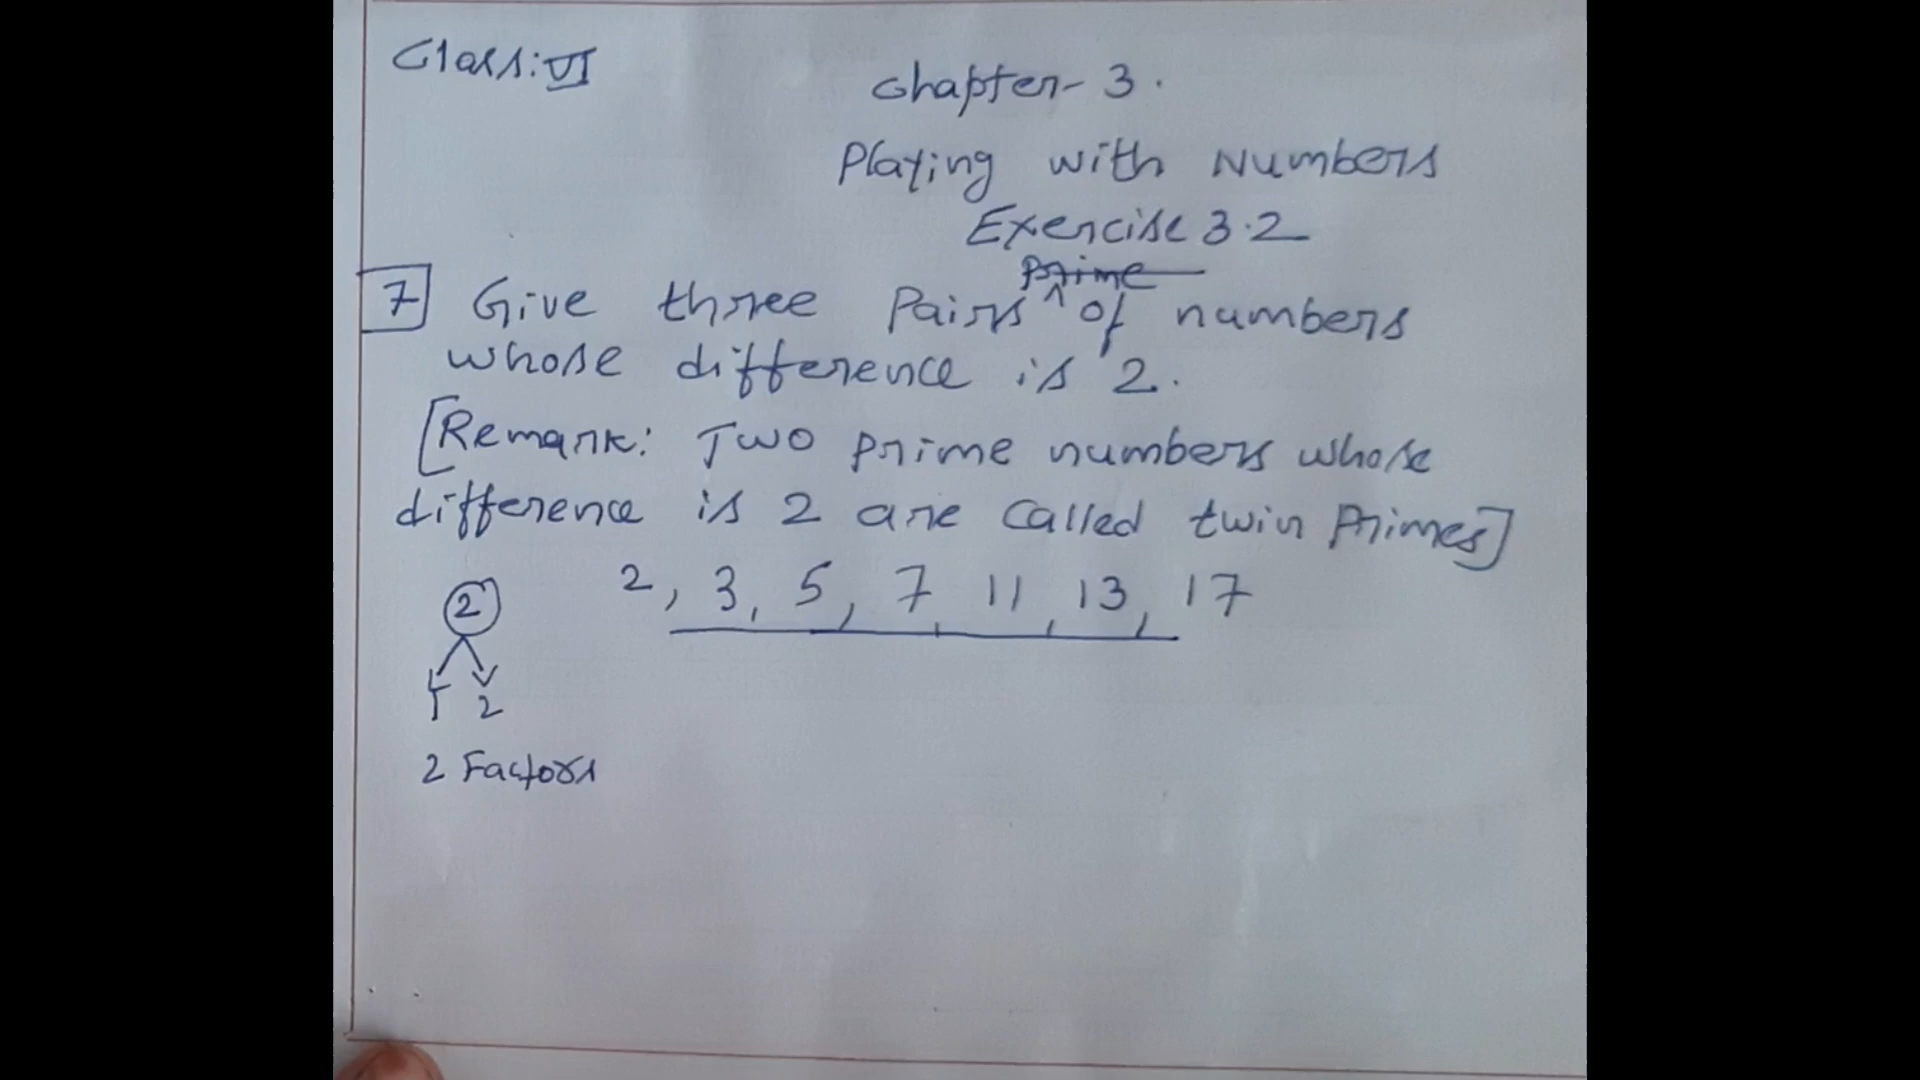 Class: VI
Chapter-3.
Playing with Numbers
Exercise 3.2
prime
7 Give three Pairs ^ of numbers
whose difference is 2.
[Remark: Two prime numbers whose
difference is 2 are called twin Primes]
2, 3, 5, 7, 11, 13, 17
2
1 2
2 Factors